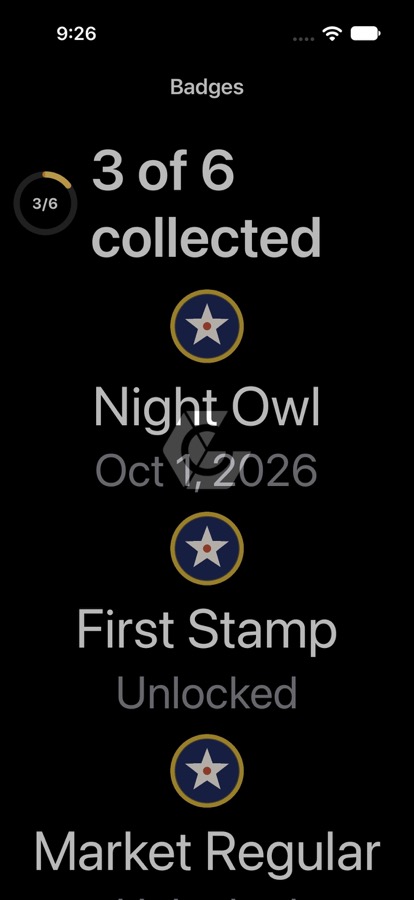 9:26
Badges
3/6
3 of 6
collected
Night Owl
Oct 1, 2026
First Stamp
Unlocked
Market Regular